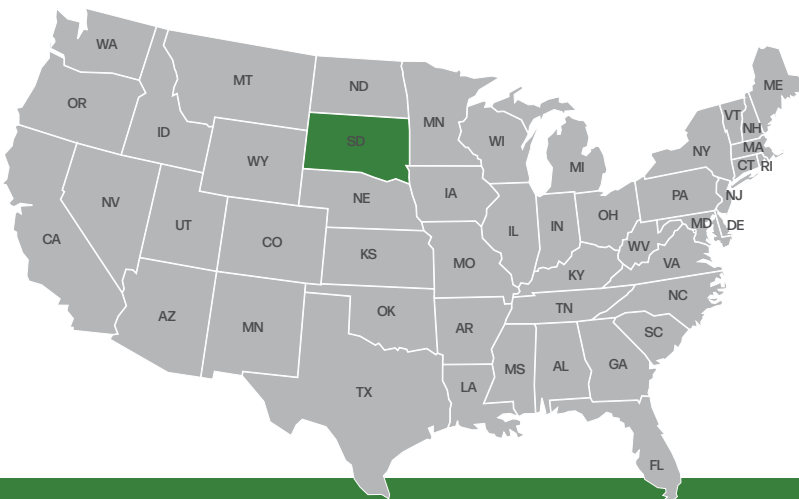 WA
MT
ND
ME
OR
ID
SD
MN
VT
NH
WI
MA
NY
WY
MI
CT
RI
NV
NE
IA
PA
NJ
UT
OH
MD
DE
CA
CO
IL
IN
WV
KS
MO
KY
VA
AZ
MN
OK
AR
TN
NC
SC
TX
LA
MS
AL
GA
FL